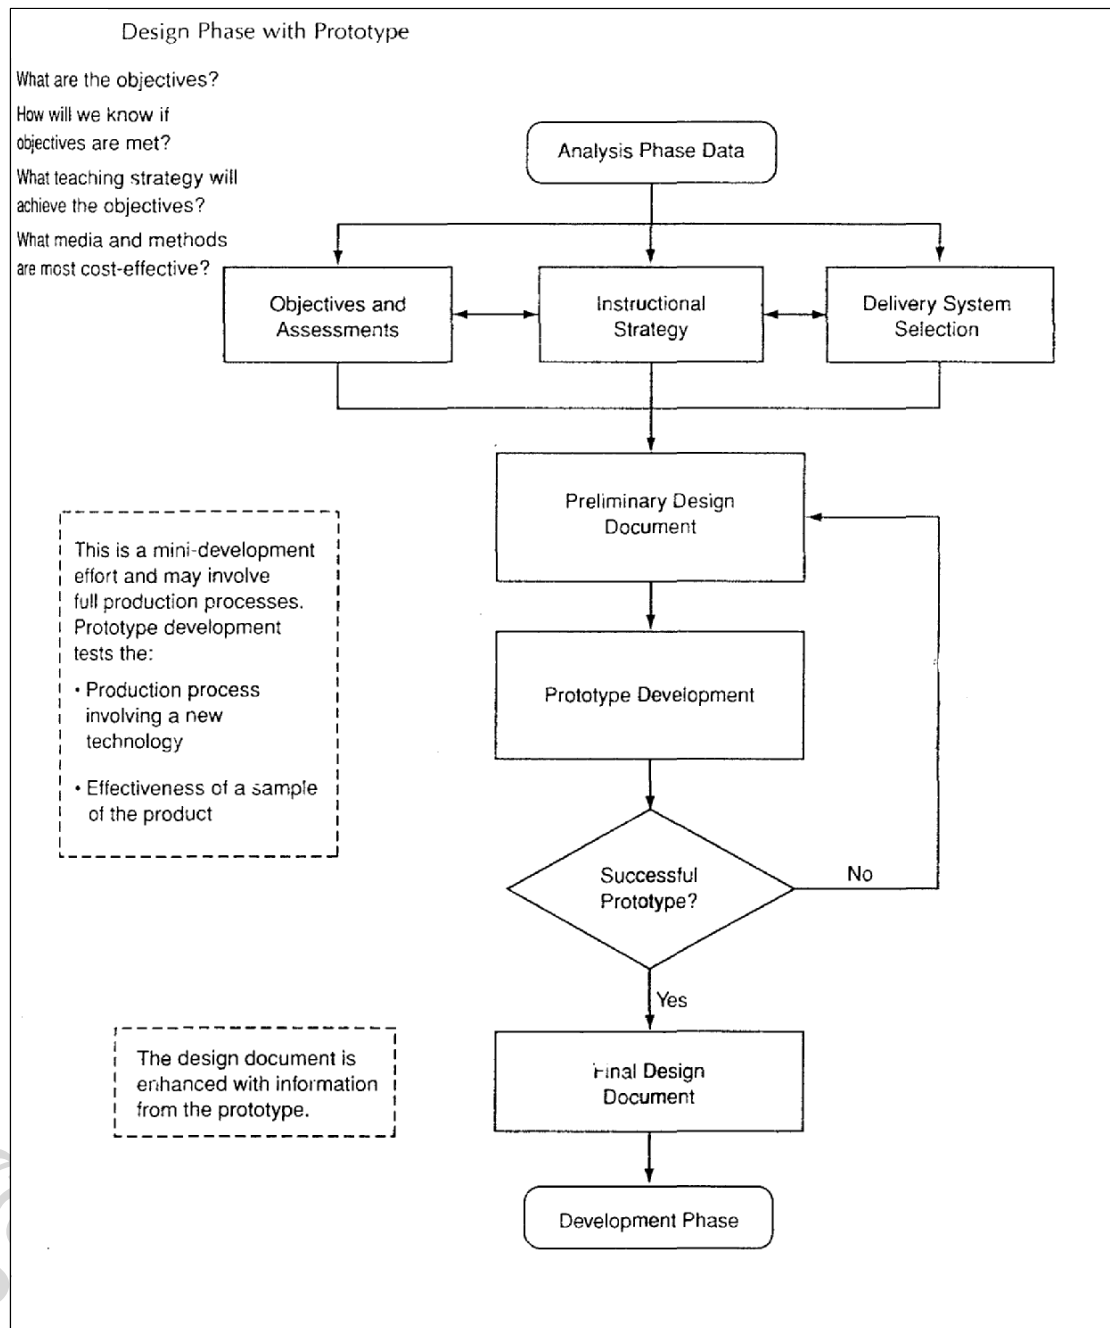 Design Phase with Prototype
What are the objectives?
How will we know if
objectives are met?
What teaching strategy will
achieve the objectives?
What media and methods
are most cost-effective?
Analysis Phase Data
Objectives and
Assessments
Instructional
Strategy
Delivery System
Selection
Preliminary Design
Document
This is a mini-development
effort and may involve
full production processes.
Prototype development
tests the:
• Production process
involving a new
technology
• Effectiveness of a sample
of the product
Prototype Development
Successful
Prototype?
No
Yes
The design document is
enhanced with information
from the prototype.
Final Design
Document
Development Phase